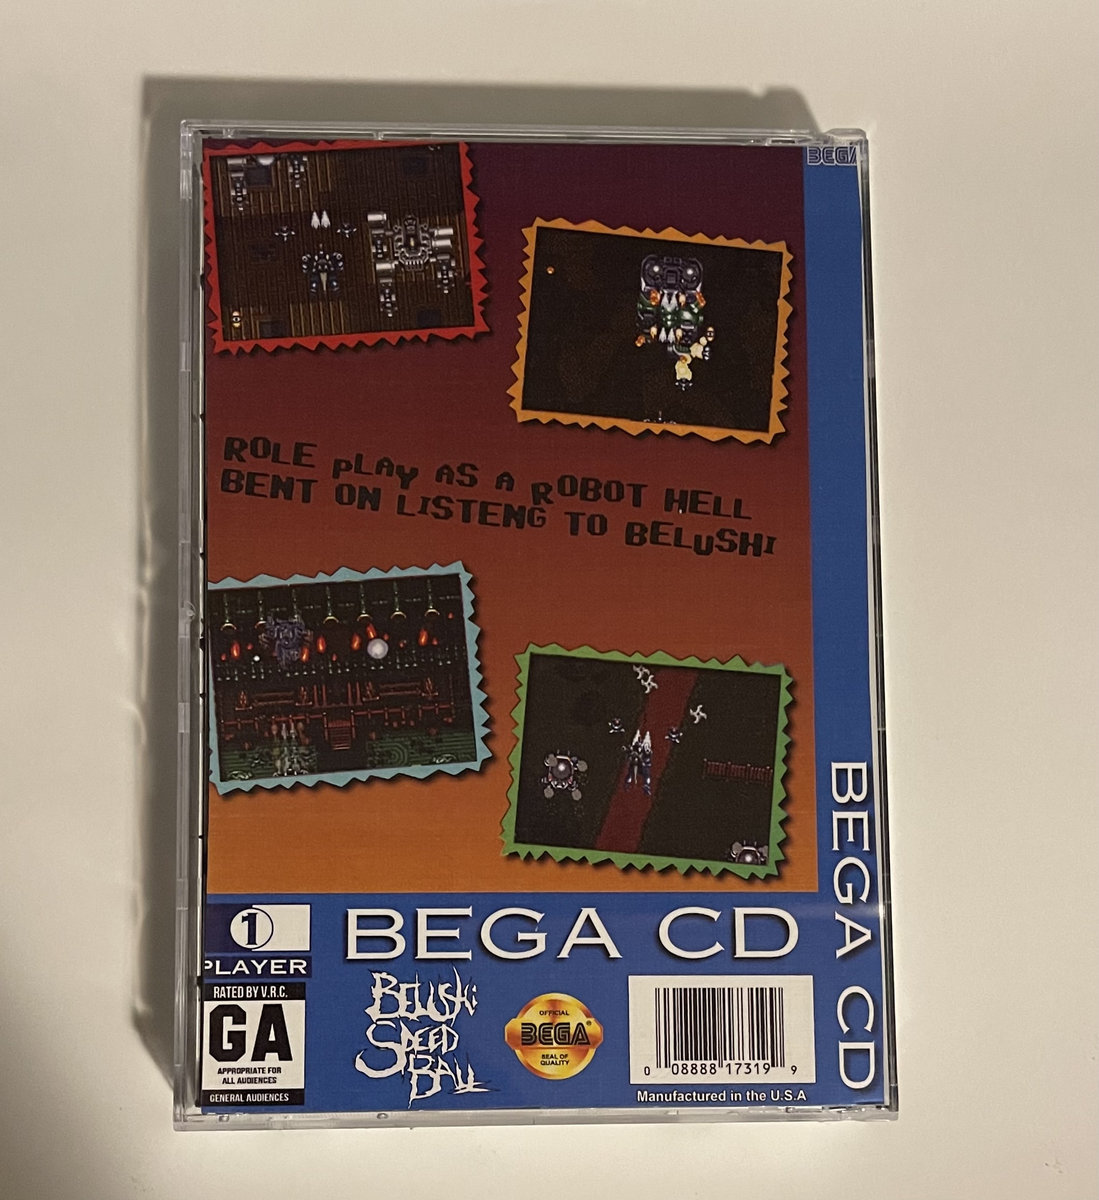 BEGA
ROLE PLAY AS A ROBOT HELL
BENT ON LISTENG TO BELUSHI
1
PLAYER
BEGA CD
BEGA CD
RATED BY V.R.C.
GA
APPROPRIATE FOR
ALL AUDIENCES
GENERAL AUDIENCES
BELUSHi
SPEED
BALL
OFFICIAL
BEGA®
SEAL OF
QUALITY
0 08888 17319 9
Manufactured in the U.S.A